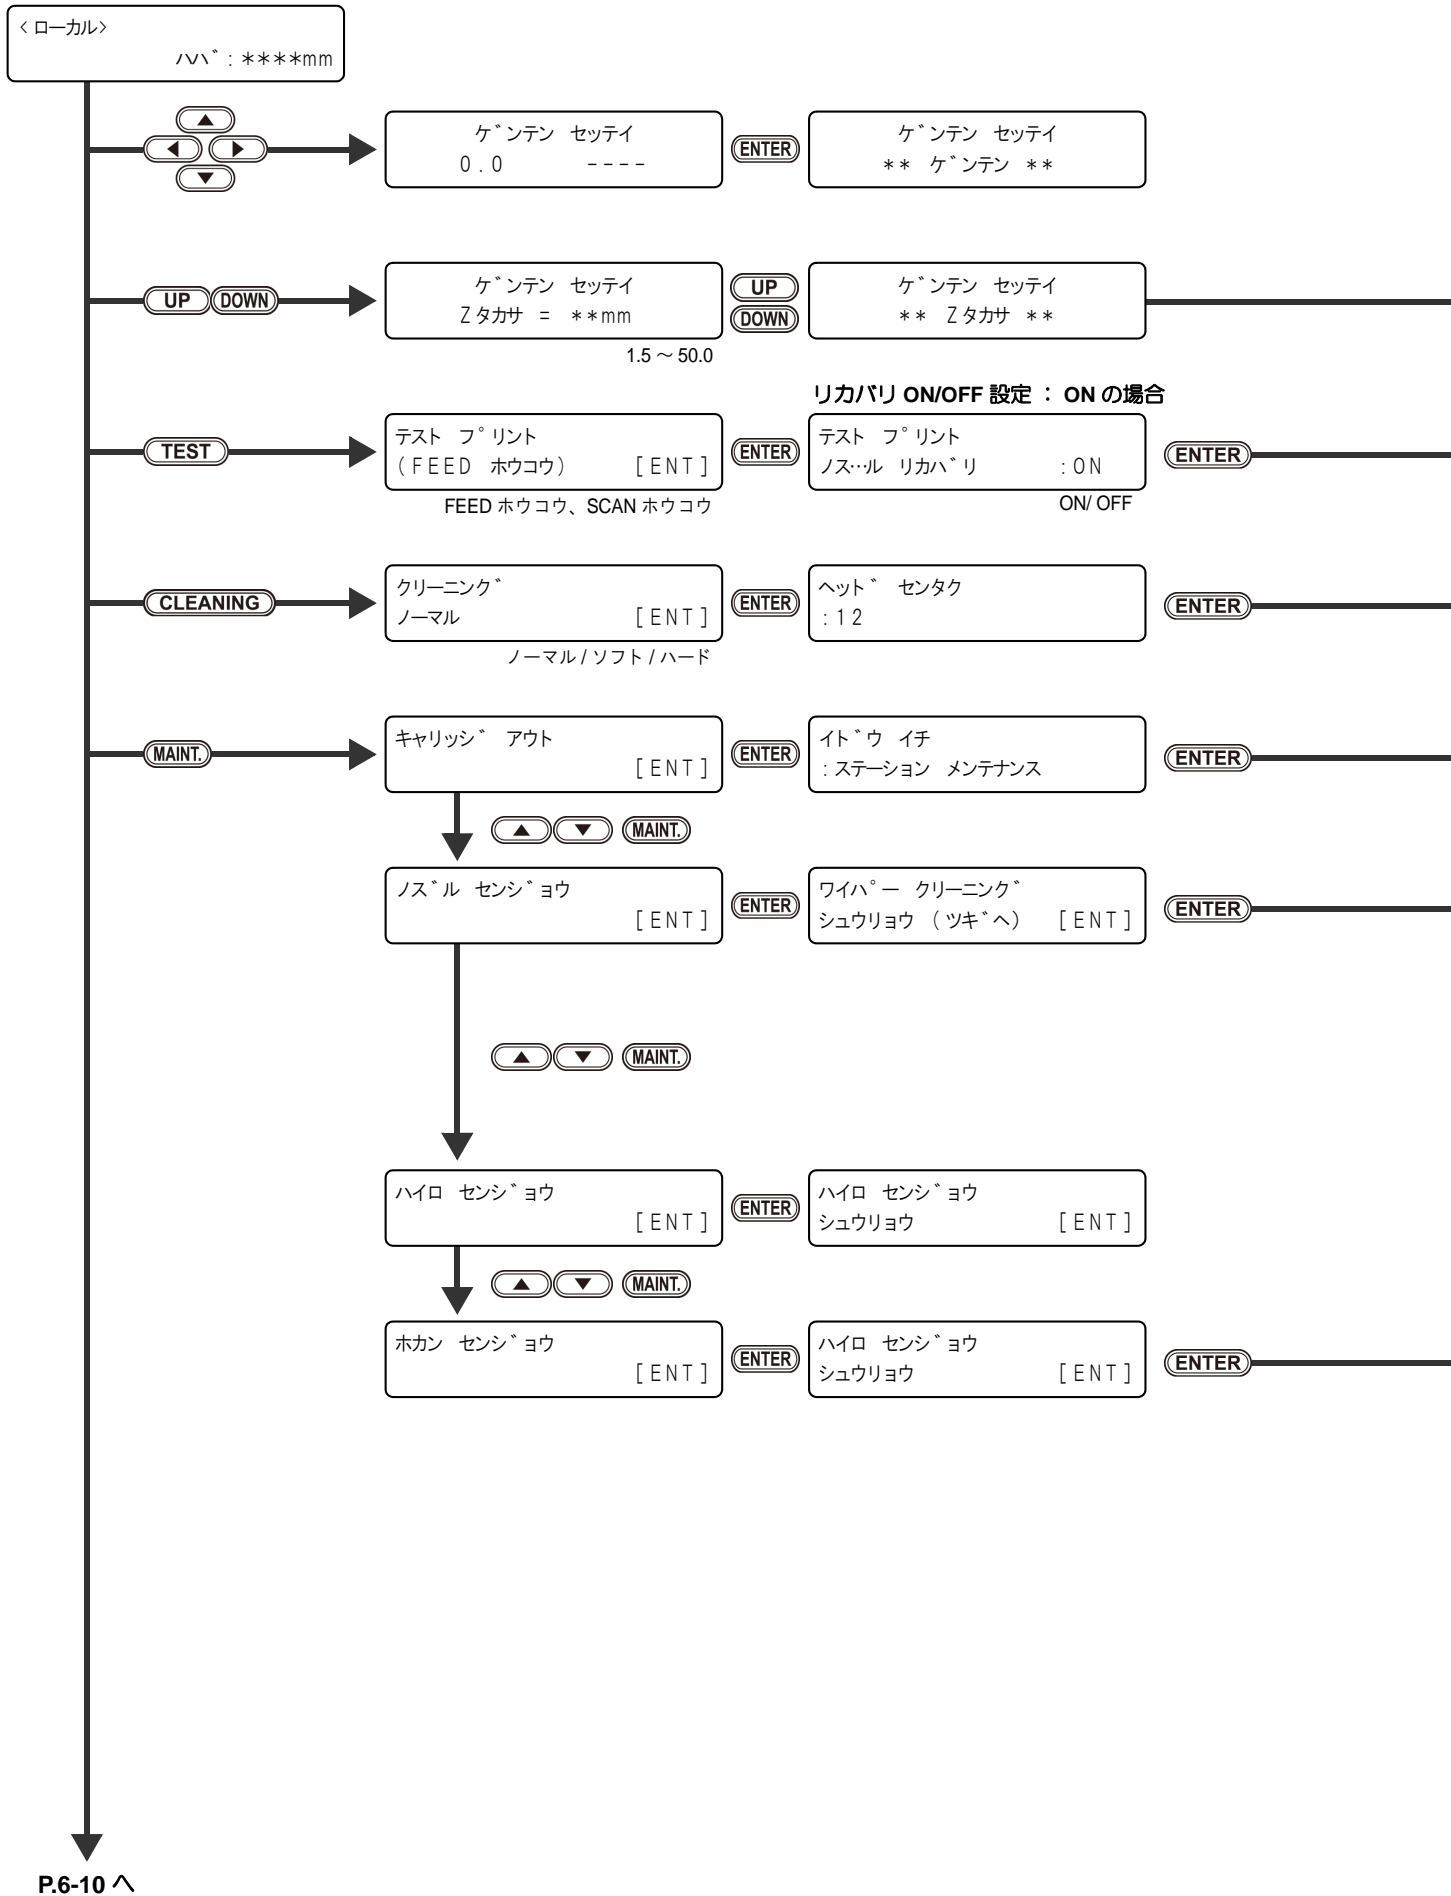 <ローカル>
ハハ゛:****mm
ケ゛ンテン セッテイ
0.0 ----
ENTER
ケ゛ンテン セッテイ
** ケ゛ンテン **
UP DOWN
ケ゛ンテン セッテイ
Zタカサ = **mm
1.5 ～ 50.0
UP
DOWN
ケ゛ンテン セッテイ
** Zタカサ **
リカバリ ON/OFF 設定 : ON の場合
TEST
テスト フ゜リント
(FEED ホウコウ) [ENT]
FEED ホウコウ、SCAN ホウコウ
ENTER
テスト フ゜リント
ノス…ル リカハ゛リ :ON
ON/ OFF
ENTER
CLEANING
クリーニンク゛
ノーマル [ENT]
ノーマル / ソフト / ハード
ENTER
ヘット゛ センタク
:12
ENTER
MAINT.
キャリッシ゛ アウト
[ENT]
ENTER
イト゛ウ イチ
:ステーション メンテナンス
ENTER
MAINT.
ノス゛ル センシ゛ョウ
[ENT]
ENTER
ワイハ゜ー クリーニンク゛
シュウリョウ (ツキ゛ヘ) [ENT]
ENTER
MAINT.
ハイロ センシ゛ョウ
[ENT]
ENTER
ハイロ センシ゛ョウ
シュウリョウ [ENT]
MAINT.
ホカン センシ゛ョウ
[ENT]
ENTER
ハイロ センシ゛ョウ
シュウリョウ [ENT]
ENTER
P.6-10 へ